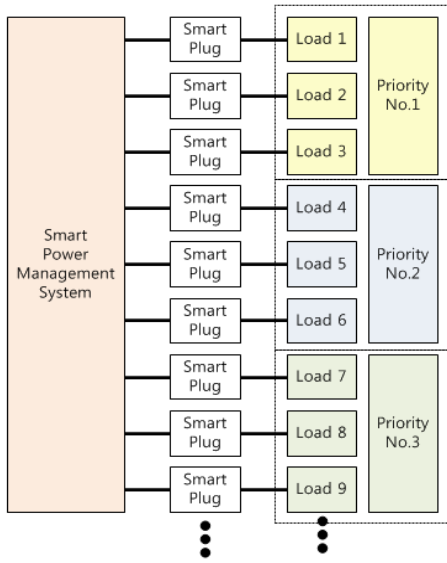 Smart
Plug
Load 1
Smart
Plug
Load 2
Priority
No.1
Smart
Plug
Load 3
Smart
Plug
Load 4
Smart
Power
Management
System
Smart
Plug
Load 5
Priority
No.2
Smart
Plug
Load 6
Smart
Plug
Load 7
Smart
Plug
Load 8
Priority
No.3
Smart
Plug
Load 9